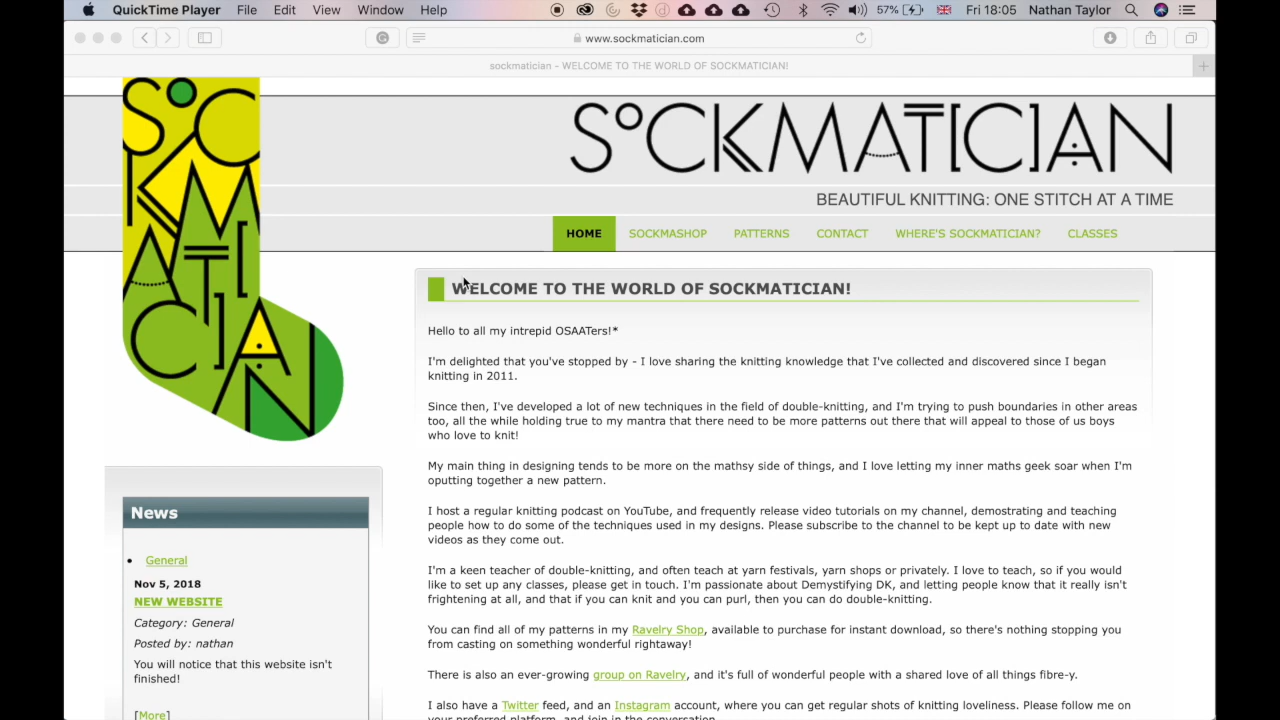 QuickTime Player File Edit View Window Help 57% Fri 18:05 Nathan Taylor
www.sockmatician.com
sockmatician - WELCOME TO THE WORLD OF SOCKMATICIAN!
SOCKMATICIAN
SOCKMATICIAN
BEAUTIFUL KNITTING: ONE STITCH AT A TIME
HOME SOCKMASHOP PATTERNS CONTACT WHERE'S SOCKMATICIAN? CLASSES
WELCOME TO THE WORLD OF SOCKMATICIAN!
Hello to all my intrepid OSAATers!*
I'm delighted that you've stopped by - I love sharing the knitting knowledge that I've collected and discovered since I began
knitting in 2011.
Since then, I've developed a lot of new techniques in the field of double-knitting, and I'm trying to push boundaries in other areas
too, all the while holding true to my mantra that there need to be more patterns out there that will appeal to those of us boys
who love to knit!
My main thing in designing tends to be more on the mathsy side of things, and I love letting my inner maths geek soar when I'm
oputting together a new pattern.
I host a regular knitting podcast on YouTube, and frequently release video tutorials on my channel, demostrating and teaching
people how to do some of the techniques used in my designs. Please subscribe to the channel to be kept up to date with new
videos as they come out.
I'm a keen teacher of double-knitting, and often teach at yarn festivals, yarn shops or privately. I love to teach, so if you would
like to set up any classes, please get in touch. I'm passionate about Demystifying DK, and letting people know that it really isn't
frightening at all, and that if you can knit and you can purl, then you can do double-knitting.
You can find all of my patterns in my Ravelry Shop, available to purchase for instant download, so there's nothing stopping you
from casting on something wonderful rightaway!
There is also an ever-growing group on Ravelry, and it's full of wonderful people with a shared love of all things fibre-y.
I also have a Twitter feed, and an Instagram account, where you can get regular shots of knitting loveliness. Please follow me on
your preferred platform, and join in the conversation.
News
General
Nov 5, 2018
NEW WEBSITE
Category: General
Posted by: nathan
You will notice that this website isn't
finished!
[More]